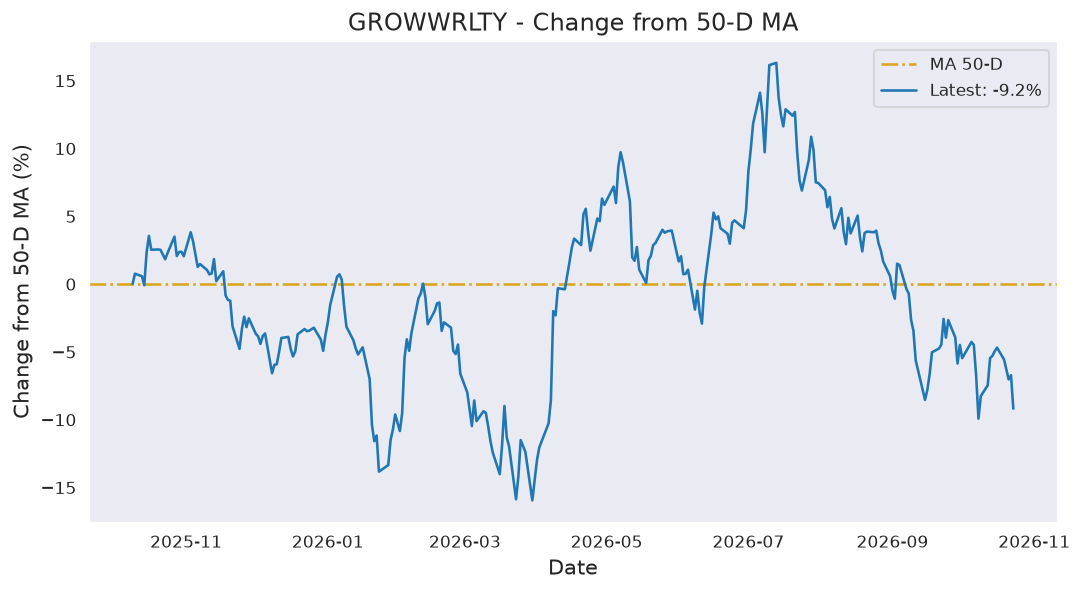 GROWWRLTY - Change from 50-D MA
MA 50-D
Latest: -9.2%
Change from 50-D MA (%)
15
10
5
0
−5
−10
−15
2025-11
2026-01
2026-03
2026-05
2026-07
2026-09
2026-11
Date